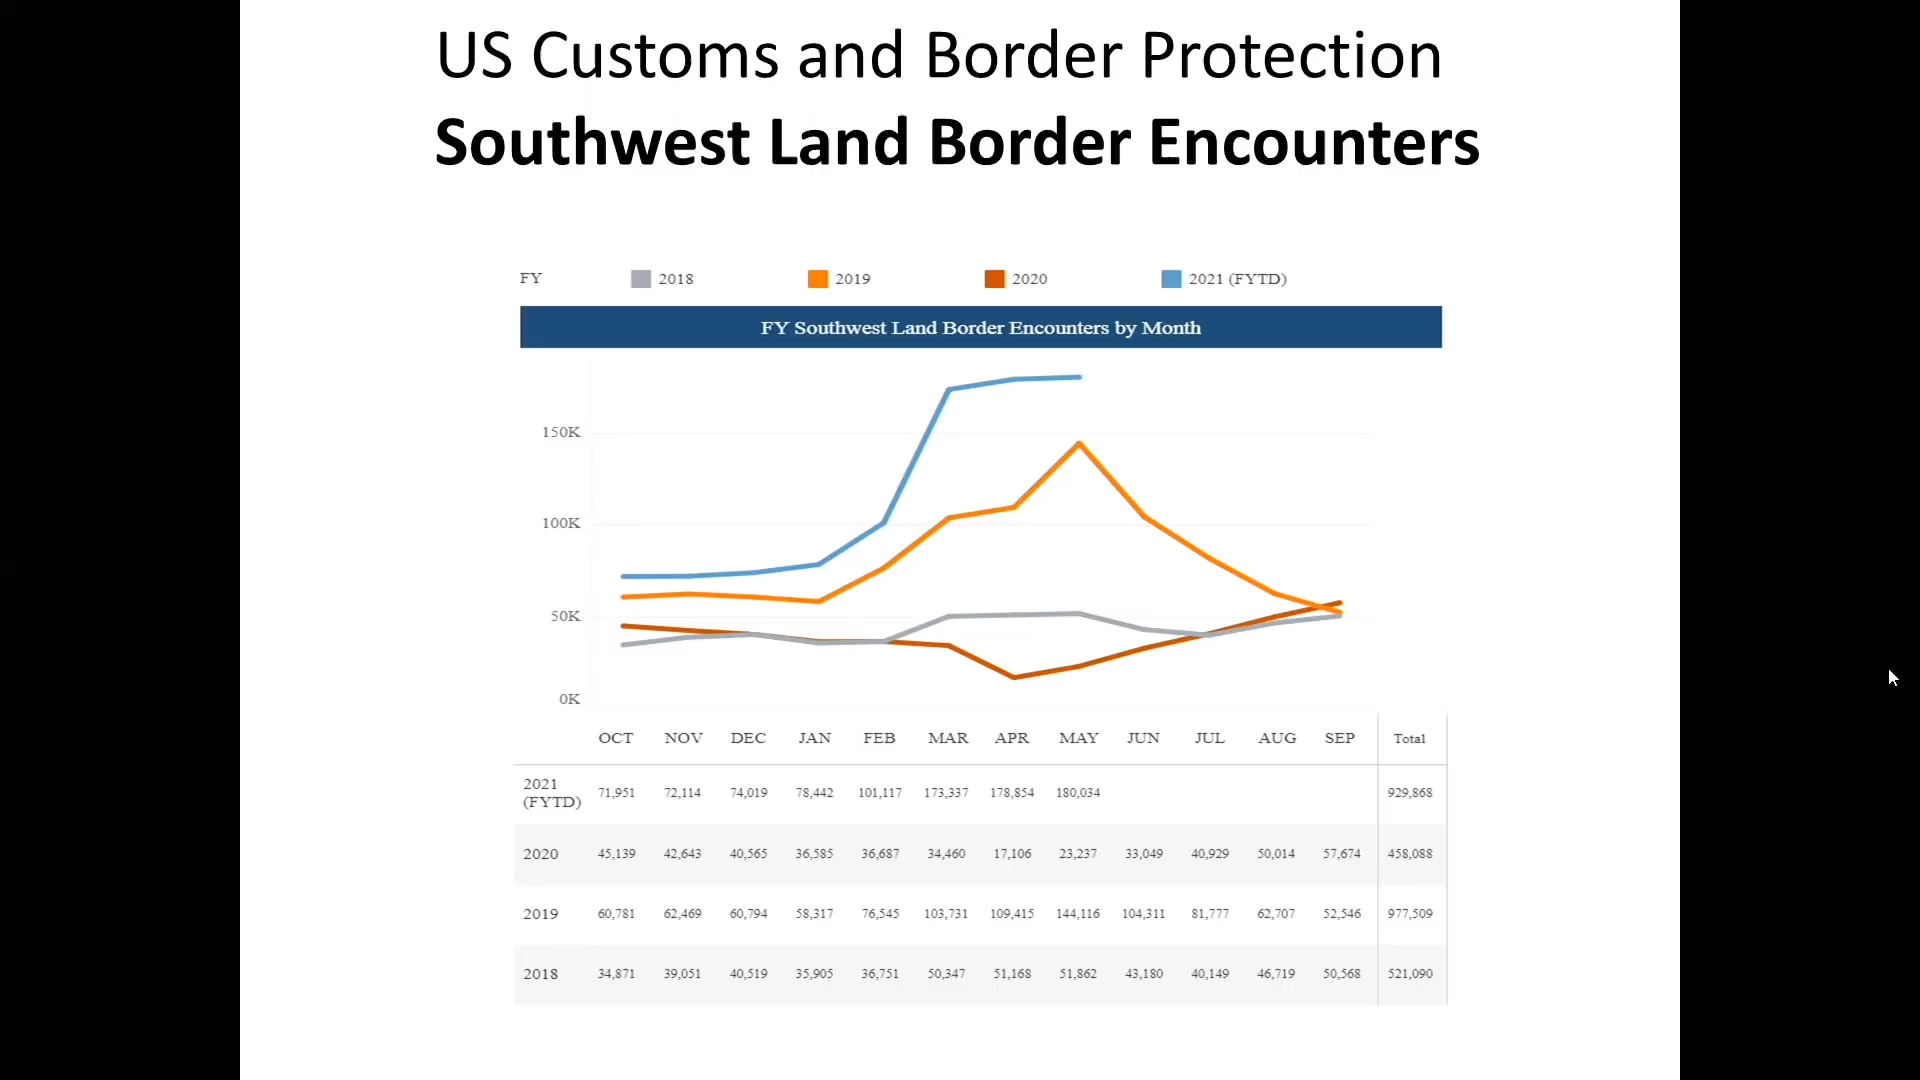 US Customs and Border Protection
Southwest Land Border Encounters
FY 2018 2019 2020 2021 (FYTD)
FY Southwest Land Border Encounters by Month
150K
100K
50K
0K
OCT NOV DEC JAN FEB MAR APR MAY JUN JUL AUG SEP Total
2021 (FYTD) 71,951 72,114 74,019 78,442 101,117 173,337 178,854 180,034 929,868
2020 45,139 42,643 40,565 36,585 36,687 34,460 17,106 23,237 33,049 40,929 50,014 57,674 458,088
2019 60,781 62,469 60,794 58,317 76,545 103,731 109,415 144,116 104,311 81,777 62,707 52,546 977,509
2018 34,871 39,051 40,519 35,905 36,751 50,347 51,168 51,862 43,180 40,149 46,719 50,568 521,090